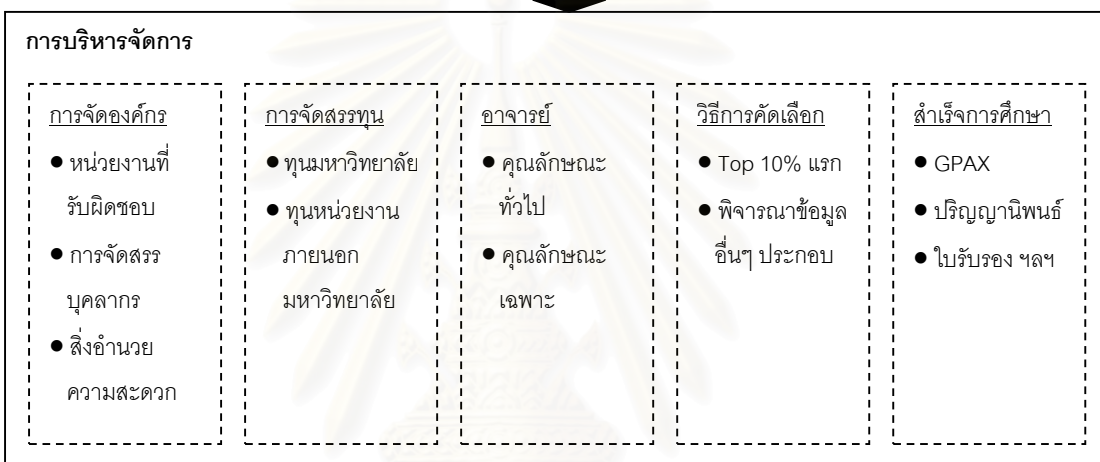 การบริหารจัดการ
การจัดองค์กร
● หน่วยงานที่
รับผิดชอบ
● การจัดสรร
บุคลากร
● สิ่งอำนวย
ความสะดวก
การจัดสรรทุน
● ทุนมหาวิทยาลัย
● ทุนหน่วยงาน
ภายนอก
มหาวิทยาลัย
อาจารย์
● คุณลักษณะ
ทั่วไป
● คุณลักษณะ
เฉพาะ
วิธีการคัดเลือก
● Top 10% แรก
● พิจารณาข้อมูล
อื่นๆ ประกอบ
สำเร็จการศึกษา
● GPAX
● ปริญญานิพนธ์
● ใบรับรอง ฯลฯ